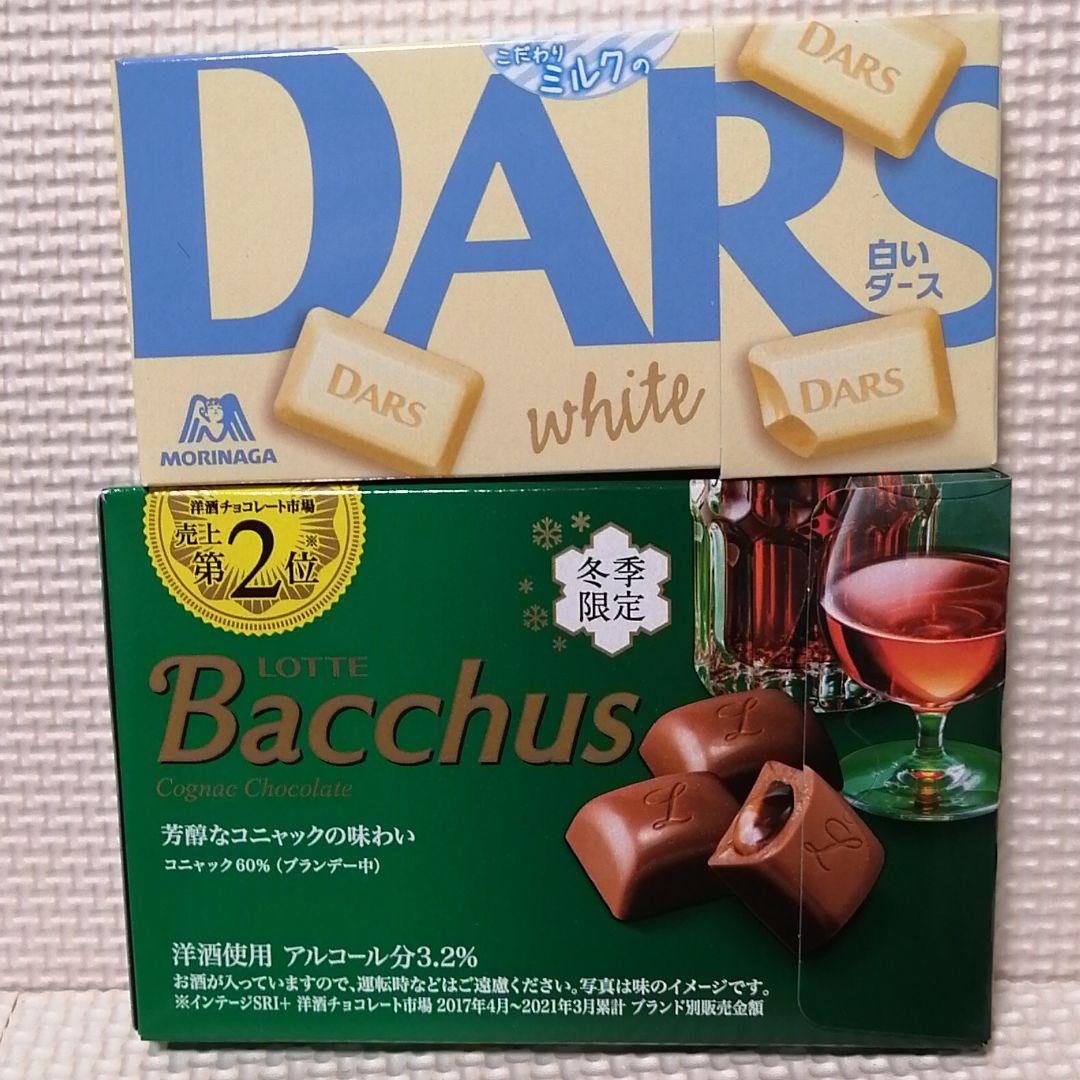 こだわり
ミルクの
DARS
DARS
白い
ダース
DARS
DARS
white
MORINAGA
洋酒チョコレート市場
売上
第2位※
冬季
限定
LOTTE
Bacchus
Cognac Chocolate
L
L
L
芳醇なコニャックの味わい
コニャック60%（ブランデー中）
洋酒使用 アルコール分3.2%
お酒が入っていますので、運転時などはご遠慮ください。写真は味のイメージです。
※インテージSRI+ 洋酒チョコレート市場 2017年4月～2021年3月累計 ブランド別販売金額